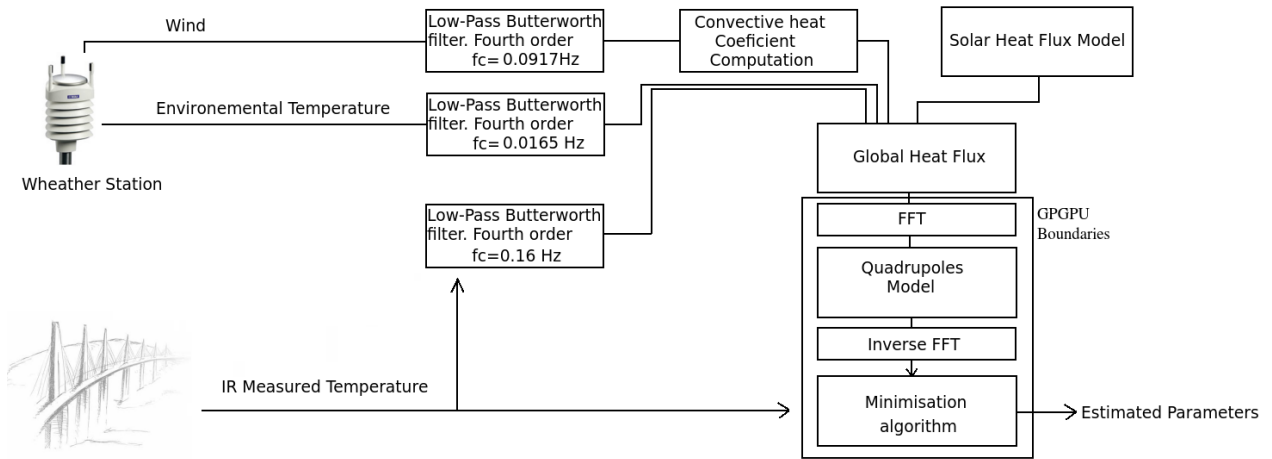 Wind
Low-Pass Butterworth
filter. Fourth order
fc= 0.0917Hz
Convective heat
Coeficient
Computation
Solar Heat Flux Model
Environemental Temperature
Low-Pass Butterworth
filter. Fourth order
fc= 0.0165 Hz
Wheather Station
Global Heat Flux
Low-Pass Butterworth
filter. Fourth order
fc=0.16 Hz
FFT
GPGPU
Boundaries
Quadrupoles
Model
Inverse FFT
IR Measured Temperature
Minimisation
algorithm
Estimated Parameters